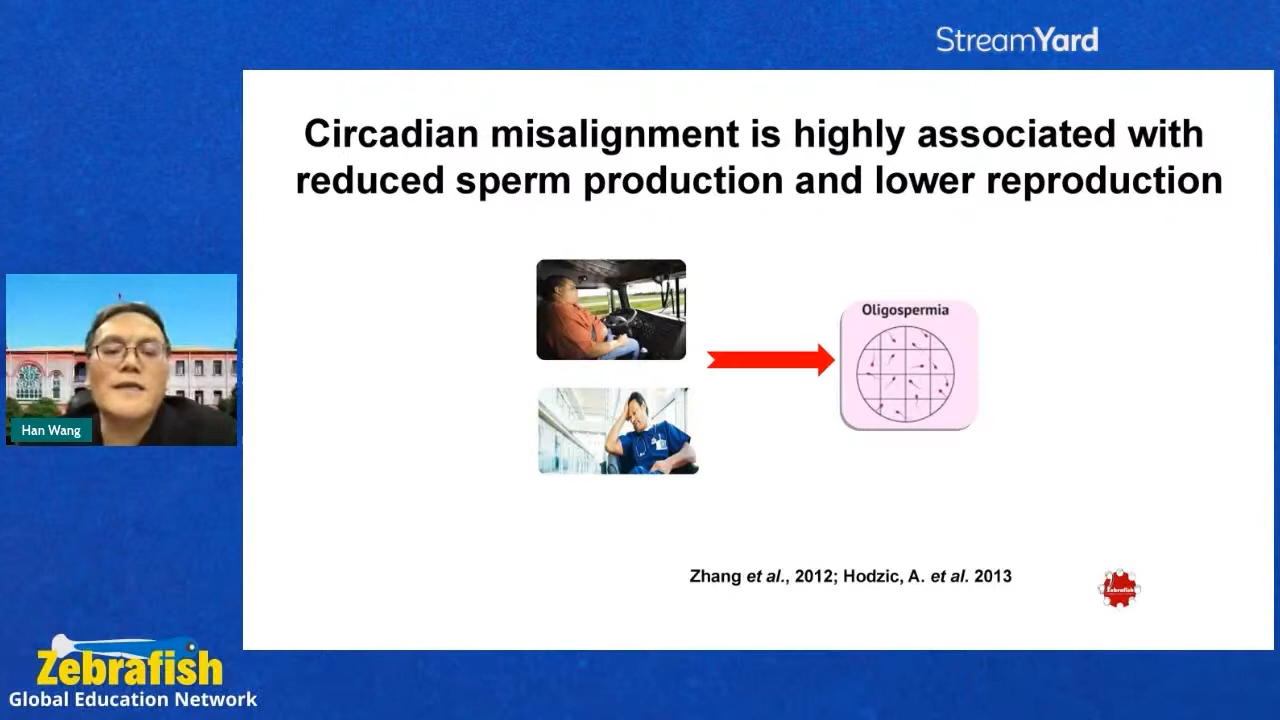 StreamYard
Circadian misalignment is highly associated with
reduced sperm production and lower reproduction
Oligospermia
Han Wang
Zhang et al., 2012; Hodzic, A. et al. 2013
Zebrafish
Zebrafish
Global Education Network